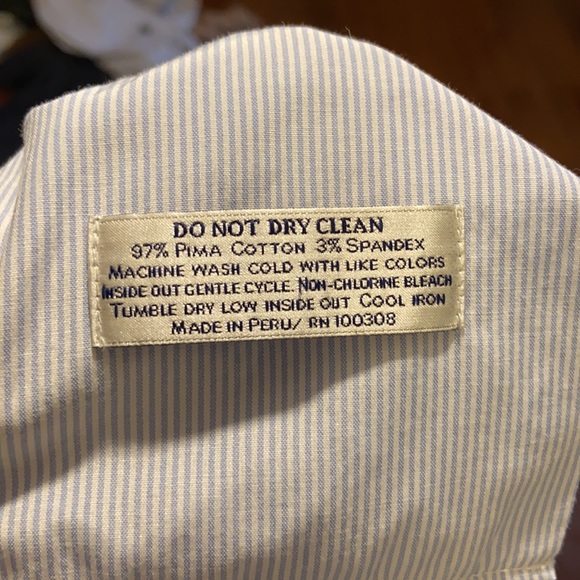 DO NOT DRY CLEAN
97% PIMA COTTON 3% SPANDEX
MACHINE WASH COLD WITH LIKE COLORS
INSIDE OUT GENTLE CYCLE. NON-CHLORINE BLEACH
TUMBLE DRY LOW INSIDE OUT COOL IRON
MADE IN PERU/ RN 100308